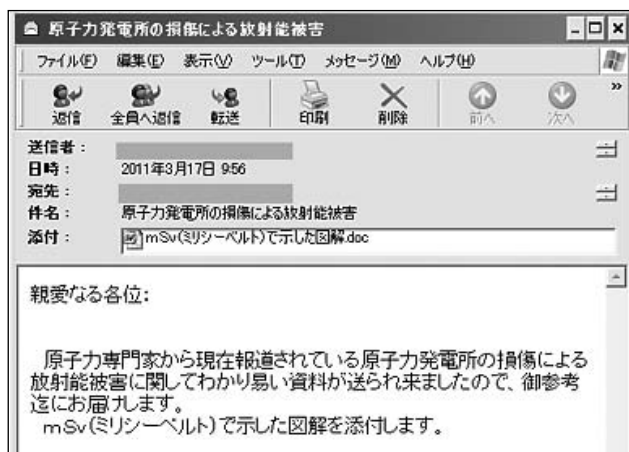 原子力発電所の損傷による放射能被害
ファイル(F) 編集(E) 表示(V) ツール(T) メッセージ(M) ヘルプ(H)
返信 全員へ返信 転送 印刷 削除 前へ 次へ »
送信者:
日時: 2011年3月17日 9:56
宛先:
件名: 原子力発電所の損傷による放射能被害
添付: mSv(ミリシーベルト)で示した図解.doc
親愛なる各位:
原子力専門家から現在報道されている原子力発電所の損傷による
放射能被害に関してわかり易い資料が送られ来ましたので、御参考
迄にお届けします。
mSv(ミリシーベルト)で示した図解を添付します。